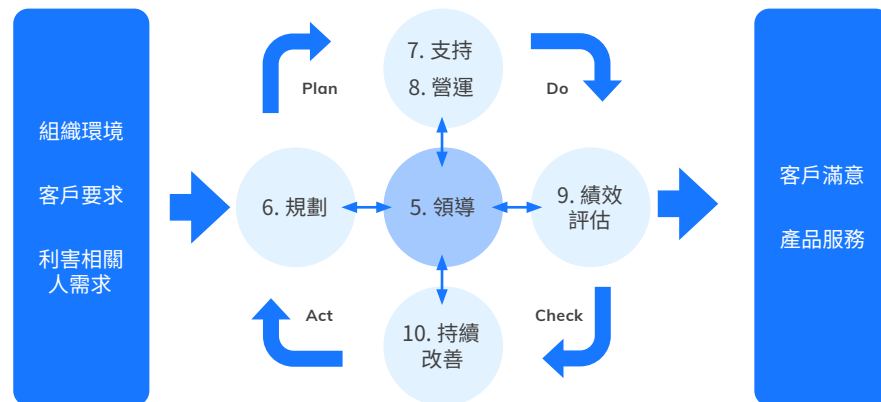 組織環境
客戶要求
利害相關
人需求
Plan
7. 支持
8. 營運
Do
6. 規劃
5. 領導
9. 績效
評估
Act
10. 持續
改善
Check
客戶滿意
產品服務